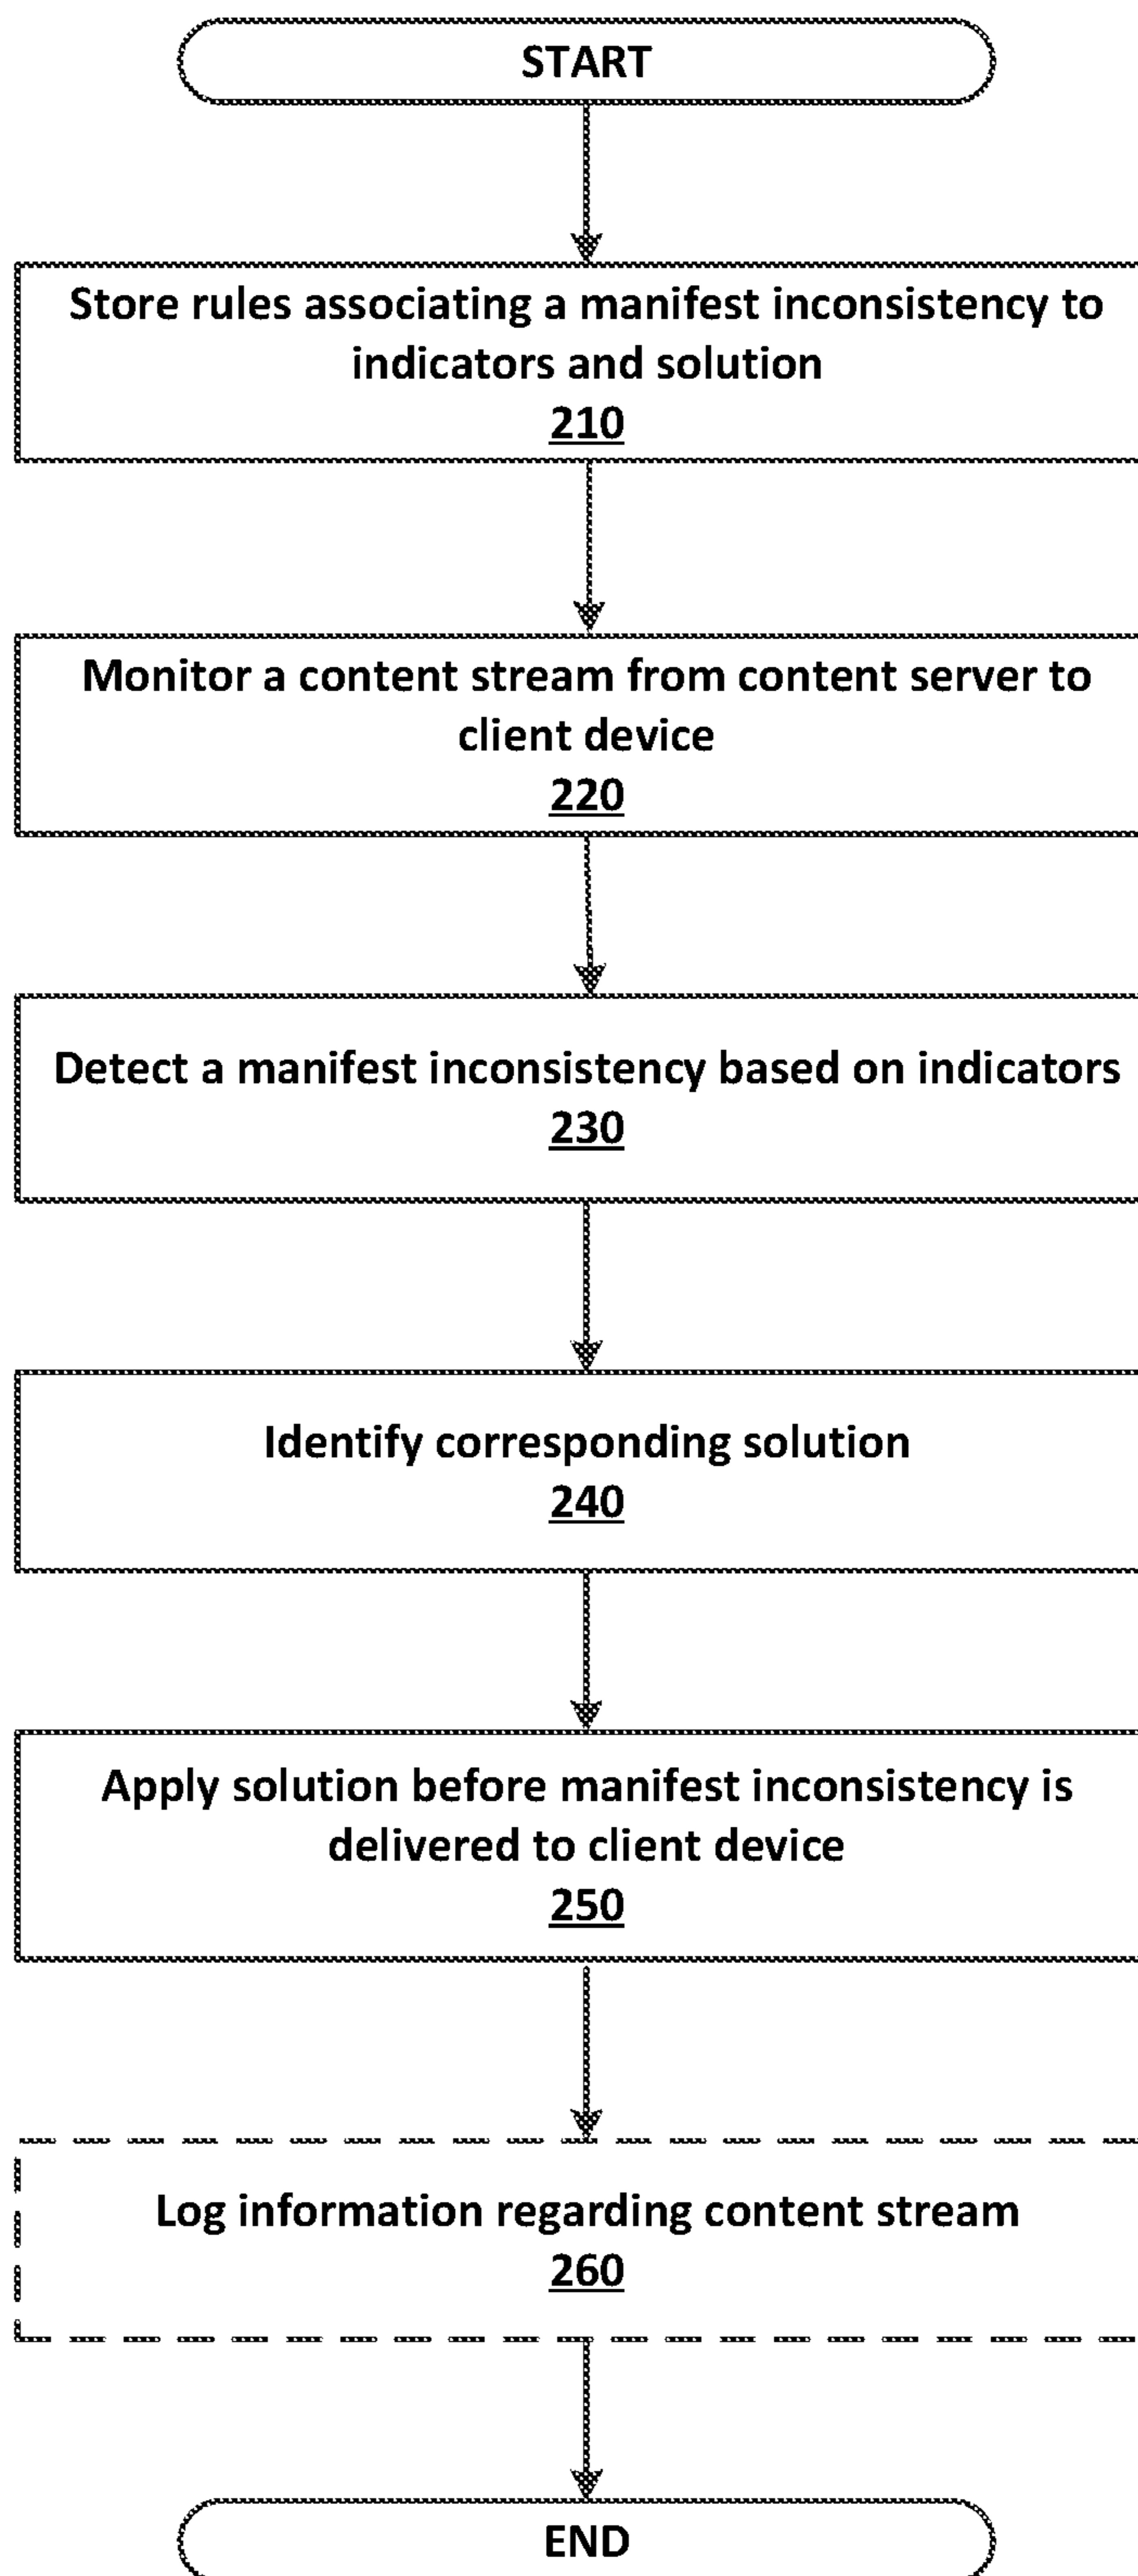 START
Store rules associating a manifest inconsistency to
indicators and solution
210
Monitor a content stream from content server to
client device
220
Detect a manifest inconsistency based on indicators
230
Identify corresponding solution
240
Apply solution before manifest inconsistency is
delivered to client device
250
Log information regarding content stream
260
END